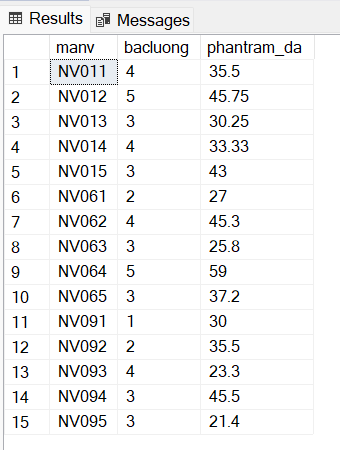 Results Messages
manv bacluong phantram_da
1 NV011 4 35.5
2 NV012 5 45.75
3 NV013 3 30.25
4 NV014 4 33.33
5 NV015 3 43
6 NV061 2 27
7 NV062 4 45.3
8 NV063 3 25.8
9 NV064 5 59
10 NV065 3 37.2
11 NV091 1 30
12 NV092 2 35.5
13 NV093 4 23.3
14 NV094 3 45.5
15 NV095 3 21.4